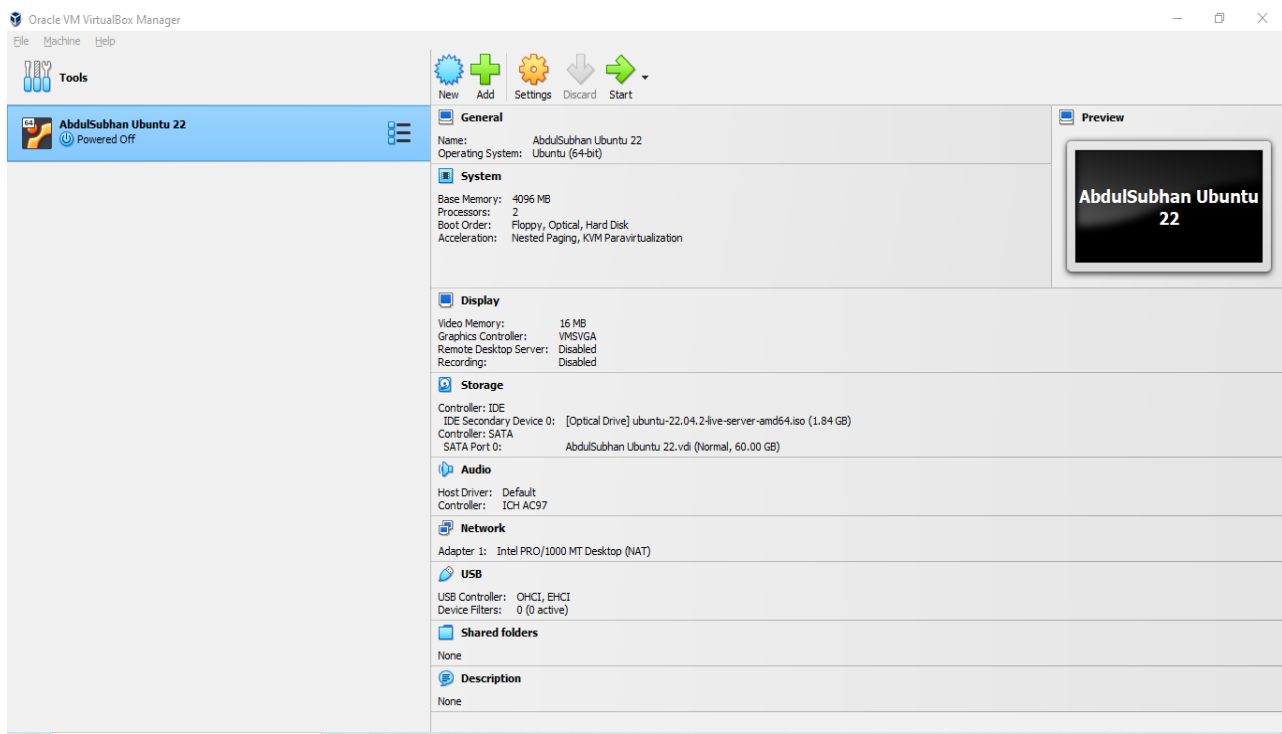 Oracle VM VirtualBox Manager
File Machine Help
Tools
New Add Settings Discard Start
64
AbdulSubhan Ubuntu 22
Powered Off
General
Name: AbdulSubhan Ubuntu 22
Operating System: Ubuntu (64-bit)
Preview
AbdulSubhan Ubuntu
22
System
Base Memory: 4096 MB
Processors: 2
Boot Order: Floppy, Optical, Hard Disk
Acceleration: Nested Paging, KVM Paravirtualization
Display
Video Memory: 16 MB
Graphics Controller: VMSVGA
Remote Desktop Server: Disabled
Recording: Disabled
Storage
Controller: IDE
IDE Secondary Device 0: [Optical Drive] ubuntu-22.04.2-live-server-amd64.iso (1.84 GB)
Controller: SATA
SATA Port 0: AbdulSubhan Ubuntu 22.vdi (Normal, 60.00 GB)
Audio
Host Driver: Default
Controller: ICH AC97
Network
Adapter 1: Intel PRO/1000 MT Desktop (NAT)
USB
USB Controller: OHCI, EHCI
Device Filters: 0 (0 active)
Shared folders
None
Description
None